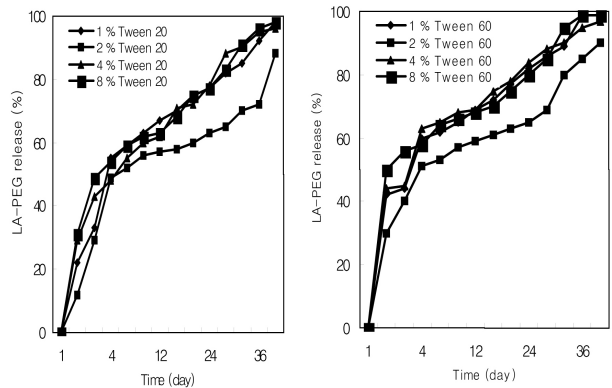 100
80
60
40
20
0
LA-PEG release (%)
1 % Tween 20
2 % Tween 20
4 % Tween 20
8 % Tween 20
1 4 12 24 36
Time (day)
100
80
60
40
20
0
LA-PEG release (%)
1 % Tween 60
2 % Tween 60
4 % Tween 60
8 % Tween 60
1 4 12 24 36
Time (day)